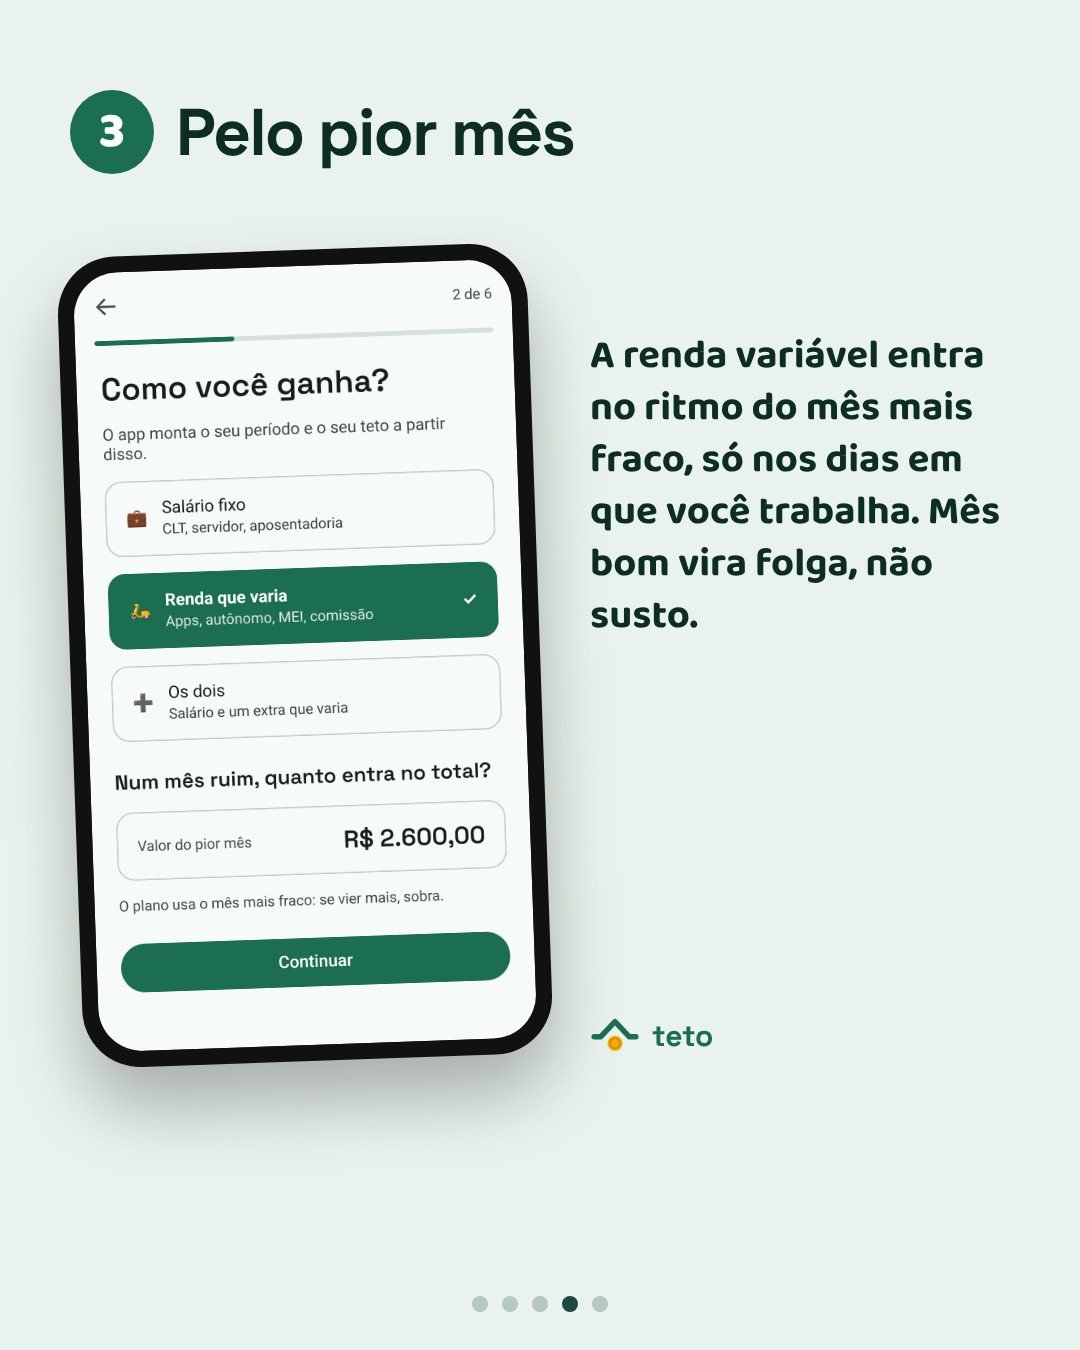 3 Pelo pior mês
2 de 6
Como você ganha?
O app monta o seu período e o seu teto a partir
disso.
Salário fixo
CLT, servidor, aposentadoria
Renda que varia
Apps, autônomo, MEI, comissão
Os dois
Salário e um extra que varia
Num mês ruim, quanto entra no total?
Valor do pior mês R$ 2.600,00
O plano usa o mês mais fraco: se vier mais, sobra.
Continuar
A renda variável entra
no ritmo do mês mais
fraco, só nos dias em
que você trabalha. Mês
bom vira folga, não
susto.
teto